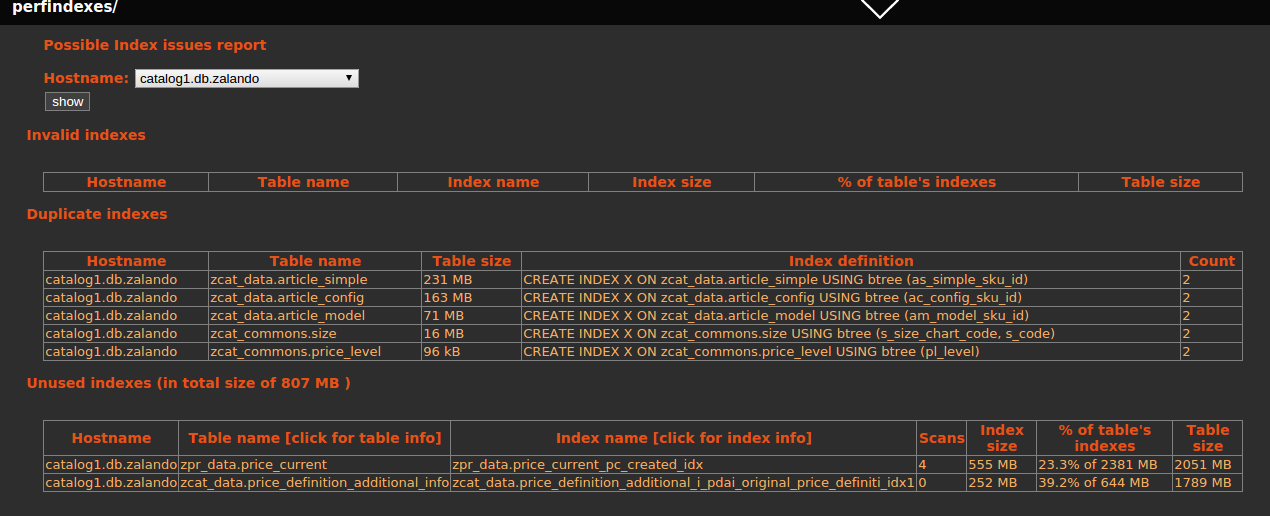 perfindexes/
Possible Index issues report
Hostname: catalog1.db.zalando
show
Invalid indexes
Hostname Table name Index name Index size % of table's indexes Table size
Duplicate indexes
Hostname Table name Table size Index definition Count
catalog1.db.zalando zcat_data.article_simple 231 MB CREATE INDEX X ON zcat_data.article_simple USING btree (as_simple_sku_id) 2
catalog1.db.zalando zcat_data.article_config 163 MB CREATE INDEX X ON zcat_data.article_config USING btree (ac_config_sku_id) 2
catalog1.db.zalando zcat_data.article_model 71 MB CREATE INDEX X ON zcat_data.article_model USING btree (am_model_sku_id) 2
catalog1.db.zalando zcat_commons.size 16 MB CREATE INDEX X ON zcat_commons.size USING btree (s_size_chart_code, s_code) 2
catalog1.db.zalando zcat_commons.price_level 96 kB CREATE INDEX X ON zcat_commons.price_level USING btree (pl_level) 2
Unused indexes (in total size of 807 MB )
Hostname Table name [click for table info] Index name [click for index info] Scans Index size % of table's indexes Table size
catalog1.db.zalando zpr_data.price_current zpr_data.price_current_pc_created_idx 4 555 MB 23.3% of 2381 MB 2051 MB
catalog1.db.zalando zcat_data.price_definition_additional_info zcat_data.price_definition_additional_i_pdai_original_price_definiti_idx1 0 252 MB 39.2% of 644 MB 1789 MB